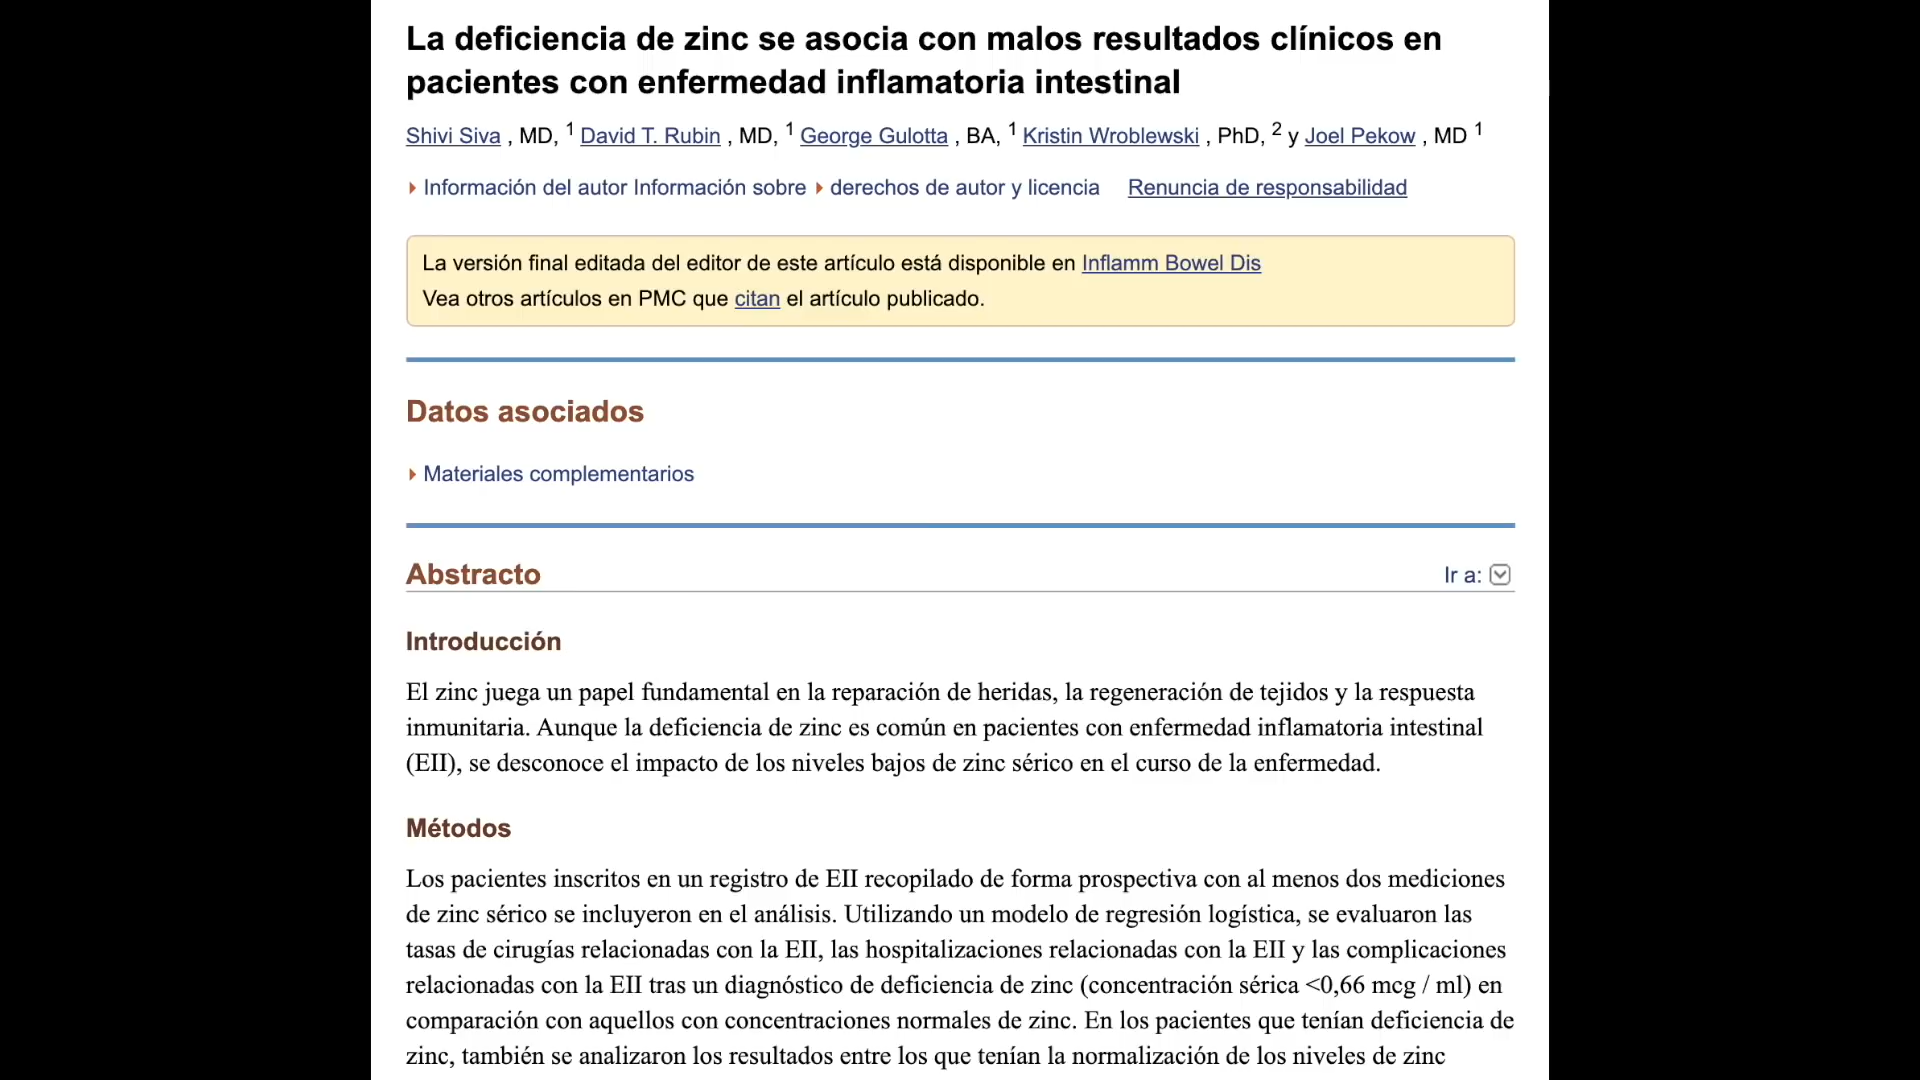 La deficiencia de zinc se asocia con malos resultados clínicos en
pacientes con enfermedad inflamatoria intestinal
Shivi Siva , MD, 1 David T. Rubin , MD, 1 George Gulotta , BA, 1 Kristin Wroblewski , PhD, 2 y Joel Pekow , MD 1
Información del autor Información sobre derechos de autor y licencia Renuncia de responsabilidad
La versión final editada del editor de este artículo está disponible en Inflamm Bowel Dis
Vea otros artículos en PMC que citan el artículo publicado.
Datos asociados
Materiales complementarios
Abstracto Ir a:
Introducción
El zinc juega un papel fundamental en la reparación de heridas, la regeneración de tejidos y la respuesta
inmunitaria. Aunque la deficiencia de zinc es común en pacientes con enfermedad inflamatoria intestinal
(EII), se desconoce el impacto de los niveles bajos de zinc sérico en el curso de la enfermedad.
Métodos
Los pacientes inscritos en un registro de EII recopilado de forma prospectiva con al menos dos mediciones
de zinc sérico se incluyeron en el análisis. Utilizando un modelo de regresión logística, se evaluaron las
tasas de cirugías relacionadas con la EII, las hospitalizaciones relacionadas con la EII y las complicaciones
relacionadas con la EII tras un diagnóstico de deficiencia de zinc (concentración sérica <0,66 mcg / ml) en
comparación con aquellos con concentraciones normales de zinc. En los pacientes que tenían deficiencia de
zinc, también se analizaron los resultados entre los que tenían la normalización de los niveles de zinc